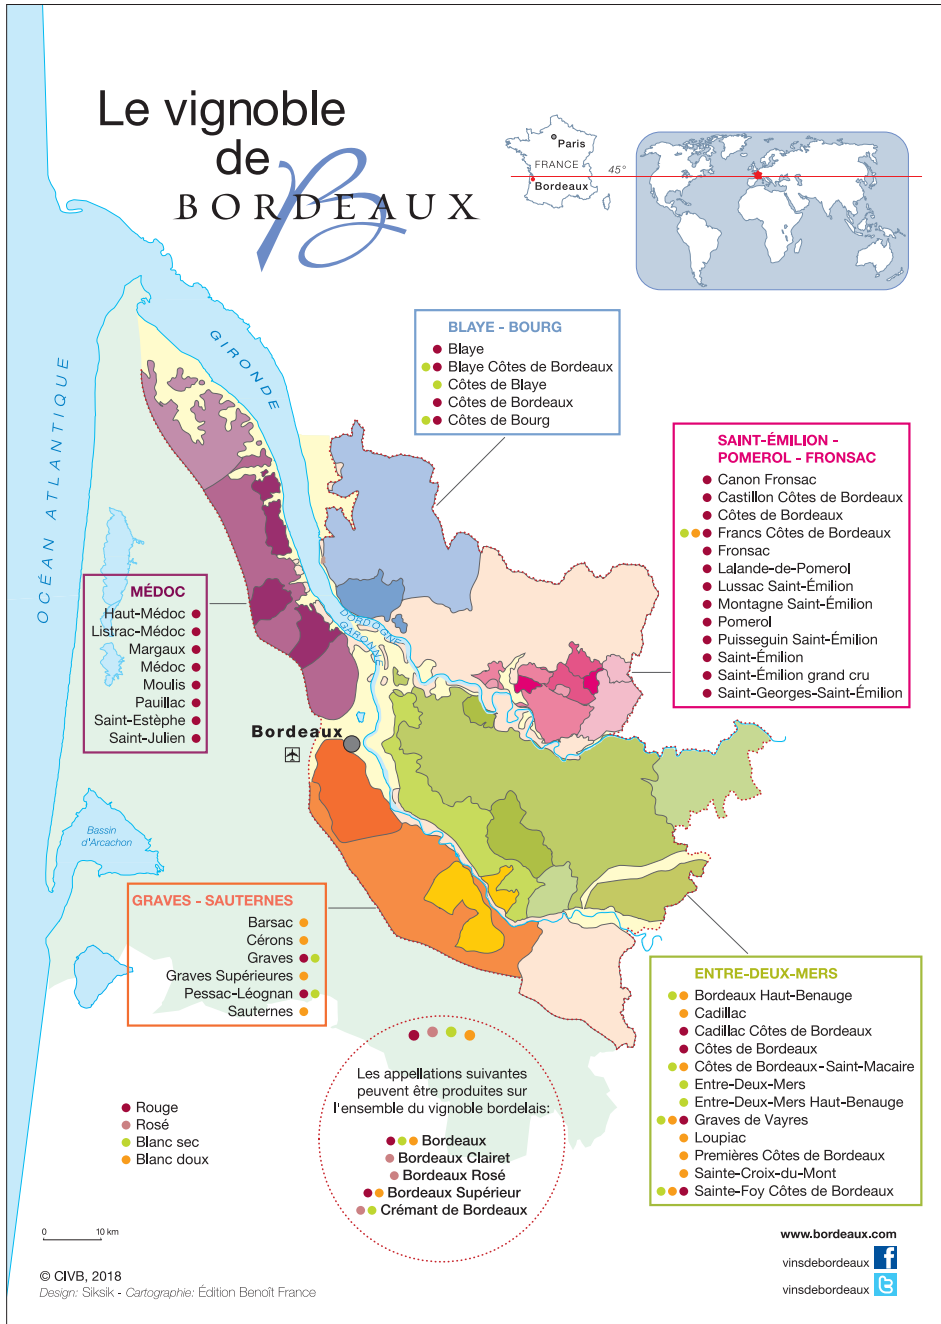 Le vignoble
de
BORDEAUX
B
Paris
FRANCE
Bordeaux
45°
OCÉAN ATLANTIQUE
GIRONDE
DORDOGNE
GARONNE
BLAYE - BOURG
Blaye
Blaye Côtes de Bordeaux
Côtes de Blaye
Côtes de Bordeaux
Côtes de Bourg
SAINT-ÉMILION -
POMEROL - FRONSAC
Canon Fronsac
Castillon Côtes de Bordeaux
Côtes de Bordeaux
Francs Côtes de Bordeaux
Fronsac
Lalande-de-Pomerol
Lussac Saint-Émilion
Montagne Saint-Émilion
Pomerol
Puisseguin Saint-Émilion
Saint-Émilion
Saint-Émilion grand cru
Saint-Georges-Saint-Émilion
MÉDOC
Haut-Médoc
Listrac-Médoc
Margaux
Médoc
Moulis
Pauillac
Saint-Estèphe
Saint-Julien
Bordeaux
Bassin
d'Arcachon
GRAVES - SAUTERNES
Barsac
Cérons
Graves
Graves Supérieures
Pessac-Léognan
Sauternes
ENTRE-DEUX-MERS
Bordeaux Haut-Benauge
Cadillac
Cadillac Côtes de Bordeaux
Côtes de Bordeaux
Côtes de Bordeaux-Saint-Macaire
Entre-Deux-Mers
Entre-Deux-Mers Haut-Benauge
Graves de Vayres
Loupiac
Premières Côtes de Bordeaux
Sainte-Croix-du-Mont
Sainte-Foy Côtes de Bordeaux
Les appellations suivantes
peuvent être produites sur
l'ensemble du vignoble bordelais:
Bordeaux
Bordeaux Clairet
Bordeaux Rosé
Bordeaux Supérieur
Crémant de Bordeaux
Rouge
Rosé
Blanc sec
Blanc doux
0 10 km
© CIVB, 2018
Design: Siksik - Cartographie: Édition Benoît France
www.bordeaux.com
vinsdebordeaux f
vinsdebordeaux t